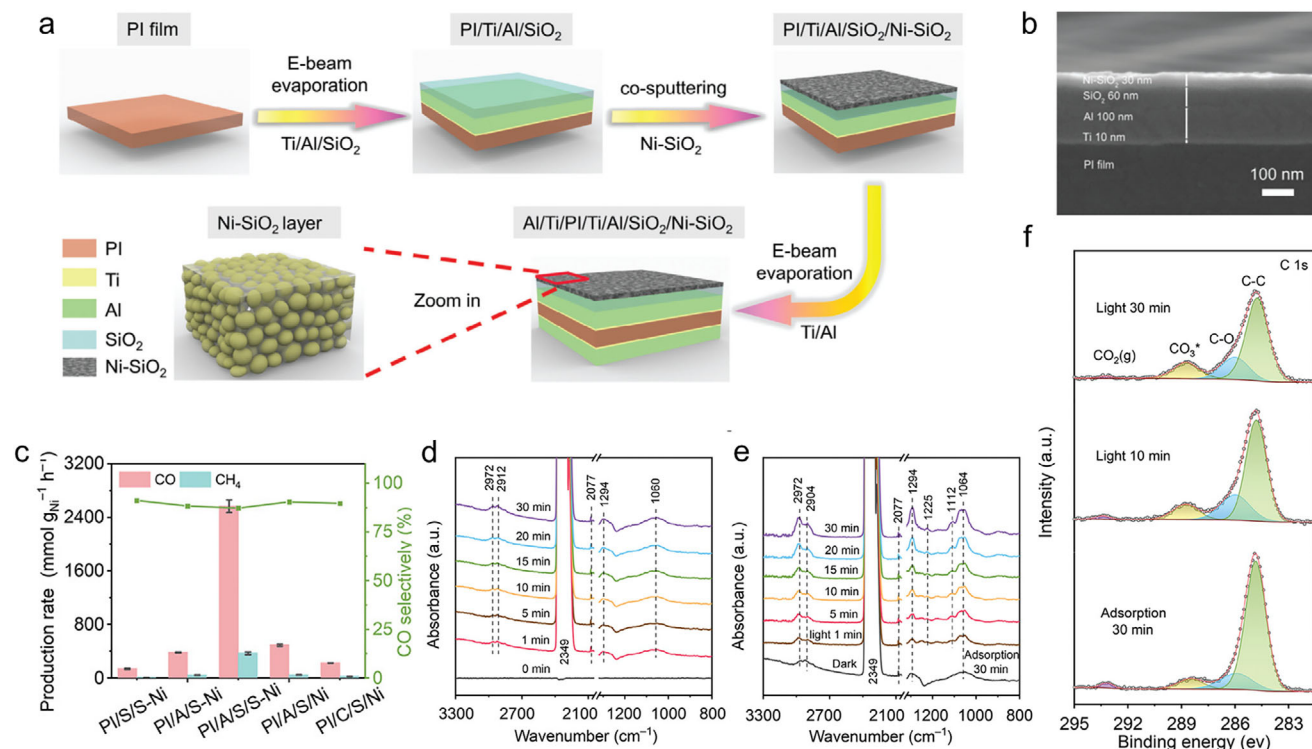 a
PI film
E-beam
evaporation
Ti/Al/SiO₂
PI/Ti/Al/SiO₂
co-sputtering
Ni-SiO₂
PI/Ti/Al/SiO₂/Ni-SiO₂
Ni-SiO₂ layer
PI
Ti
Al
SiO₂
Ni-SiO₂
Zoom in
Al/Ti/PI/Ti/Al/SiO₂/Ni-SiO₂
E-beam
evaporation
Ti/Al
b
Ni-SiO₂ 30 nm
SiO₂ 60 nm
Al 100 nm
Ti 10 nm
PI film
100 nm
c
Production rate (mmol g_Ni⁻¹ h⁻¹)
3200
2400
1600
800
400
0
CO
CH₄
100
75
50
25
0
CO selectively (%)
PI/S/S-Ni
PI/A/S-Ni
PI/A/S/S-Ni
PI/A/S/Ni
PI/C/S/Ni
d
Absorbance (a.u.)
2972
2912
2349
2077
1294
1060
30 min
20 min
15 min
10 min
5 min
1 min
0 min
3300
2700
2100
1200
1000
800
Wavenumber (cm⁻¹)
e
Absorbance (a.u.)
2972
2904
2349
2077
1294
1225
1112
1064
30 min
20 min
15 min
10 min
5 min
light 1 min
Dark
Adsorption
30 min
3300
2700
2100
1200
1000
800
Wavenumber (cm⁻¹)
f
C 1s
Intensity (a.u.)
Light 30 min
CO₂(g)
CO₃*
C-O
C-C
Light 10 min
Adsorption
30 min
295
292
289
286
283
Binding energy (ev)